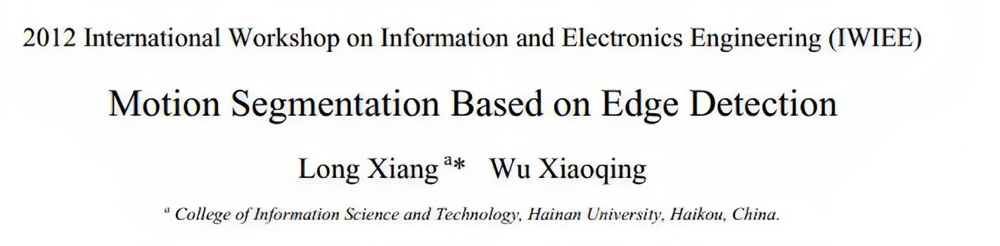 2012 International Workshop on Information and Electronics Engineering (IWIEE)
Motion Segmentation Based on Edge Detection
Long Xiang a* Wu Xiaoqing
a College of Information Science and Technology, Hainan University, Haikou, China.